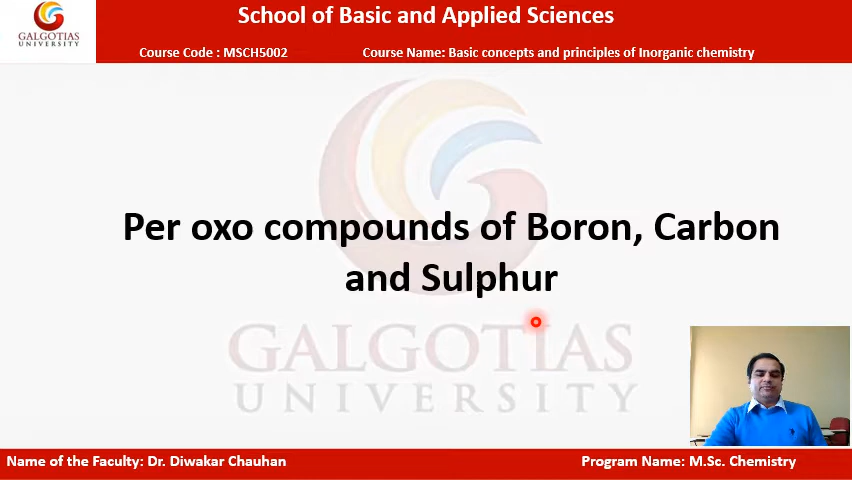 School of Basic and Applied Sciences
GALGOTIAS
UNIVERSITY
Course Code : MSCH5002
Course Name: Basic concepts and principles of Inorganic chemistry
Per oxo compounds of Boron, Carbon
and Sulphur
GALGOTIAS
UNIVERSITY
Name of the Faculty: Dr. Diwakar Chauhan
Program Name: M.Sc. Chemistry